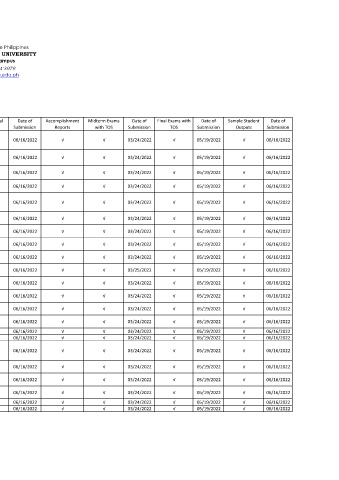 e Philippines
UNIVERSITY
ampus
.edu.ph
al Date of Submission Accomplishment Reports Midterm Exams with TOS Date of Submission Final Exams with TOS Date of Submission Sample Student Outputs Date of Submission
06/16/2022 √ √ 03/24/2022 √ 05/19/2022 √ 06/16/2022
06/16/2022 √ √ 03/24/2022 √ 05/19/2022 √ 06/16/2022
06/16/2022 √ √ 03/24/2022 √ 05/19/2022 √ 06/16/2022
06/16/2022 √ √ 03/24/2022 √ 05/19/2022 √ 06/16/2022
06/16/2022 √ √ 03/24/2022 √ 05/19/2022 √ 06/16/2022
06/16/2022 √ √ 03/24/2022 √ 05/19/2022 √ 06/16/2022
06/16/2022 √ √ 03/24/2022 √ 05/19/2022 √ 06/16/2022
06/16/2022 √ √ 03/24/2022 √ 05/19/2022 √ 06/16/2022
06/16/2022 √ √ 03/24/2022 √ 05/19/2022 √ 06/16/2022
06/16/2022 √ √ 03/25/2022 √ 05/19/2022 √ 06/16/2022
06/16/2022 √ √ 03/24/2022 √ 05/19/2022 √ 06/16/2022
06/16/2022 √ √ 03/24/2022 √ 05/19/2022 √ 06/16/2022
06/16/2022 √ √ 03/24/2022 √ 05/19/2022 √ 06/16/2022
06/16/2022 √ √ 03/24/2022 √ 05/19/2022 √ 06/16/2022
06/16/2022 √ √ 03/24/2022 √ 05/19/2022 √ 06/16/2022
06/16/2022 √ √ 03/24/2022 √ 05/19/2022 √ 06/16/2022
06/16/2022 √ √ 03/24/2022 √ 05/19/2022 √ 06/16/2022
06/16/2022 √ √ 03/24/2022 √ 05/19/2022 √ 06/16/2022
06/16/2022 √ √ 03/24/2022 √ 05/19/2022 √ 06/16/2022
06/16/2022 √ √ 03/24/2022 √ 05/19/2022 √ 06/16/2022
06/16/2022 √ √ 03/24/2022 √ 05/19/2022 √ 06/16/2022
06/16/2022 √ √ 03/24/2022 √ 05/19/2022 √ 06/16/2022